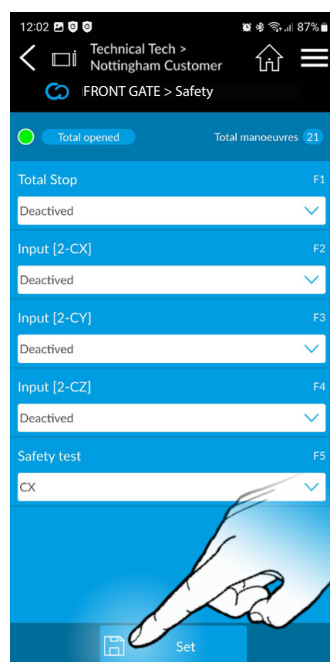 12:02
87%
Technical Tech >
Nottingham Customer
FRONT GATE > Safety
Total opened
Total manoeuvres 21
Total Stop F1
Deactived
Input [2-CX] F2
Deactived
Input [2-CY] F3
Deactived
Input [2-CZ] F4
Deactived
Safety test F5
CX
Set